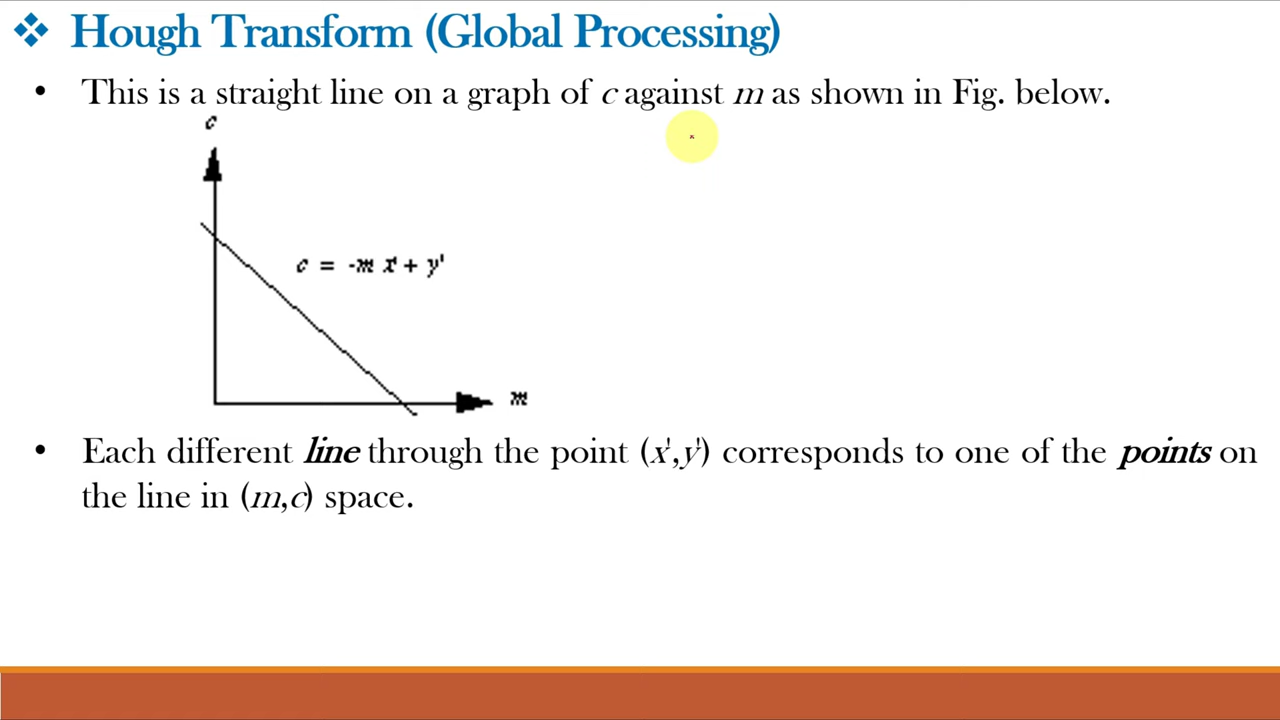 ❖ Hough Transform (Global Processing)
• This is a straight line on a graph of c against m as shown in Fig. below.
c
c = -m x' + y'
m
• Each different line through the point (x',y') corresponds to one of the points on
the line in (m,c) space.